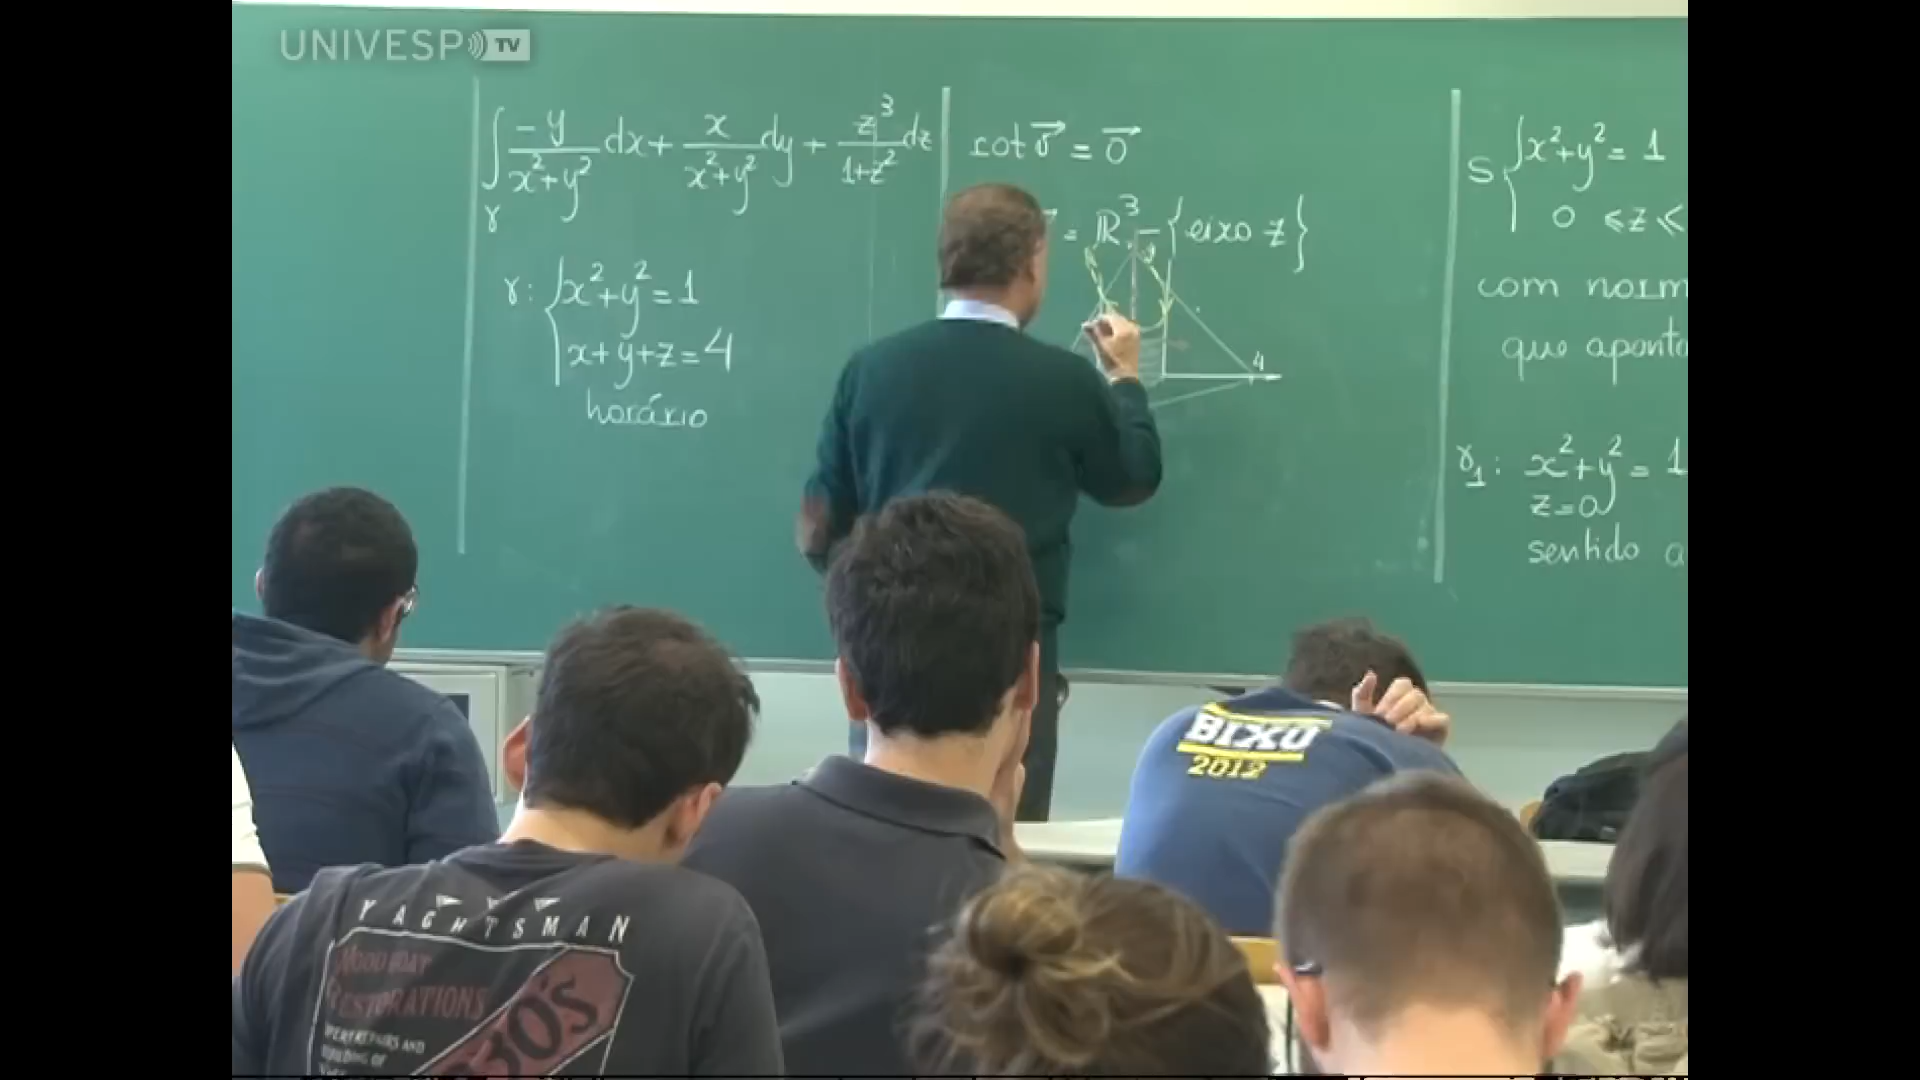 UNIVESP TV
∫γ -y/(x²+y²) dx + x/(x²+y²) dy + z³/(1+z²) dz
γ: { x²+y²=1
x+y+z=4
horário
rot v⃗ = 0⃗
= ℝ³ - {eixo z}
4
S { x²+y²= 1
0 ≤ z ≤
com norm
que aponta
γ₁: x²+y² = 1
z=0
sentido a
BIXO
2012
YACHTSMAN
RESTORATIONS
30'S